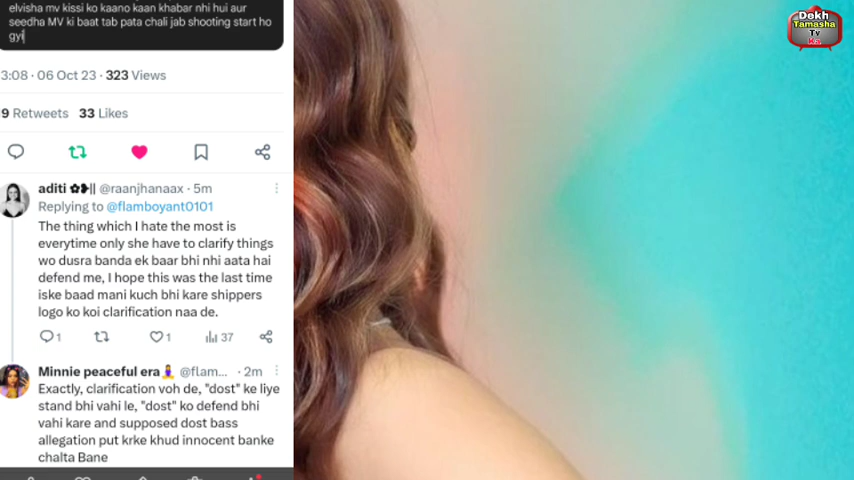 elvisha mv kissi ko kaano kaan khabar nhi hui aur
seedha MV ki baat tab pata chali jab shooting start ho
gyi
3:08 · 06 Oct 23 · 323 Views
9 Retweets 33 Likes
aditi ✿❥|| @raanjhanaax · 5m
Replying to @flamboyant0101
The thing which I hate the most is
everytime only she have to clarify things
wo dusra banda ek baar bhi nhi aata hai
defend me, I hope this was the last time
iske baad mani kuch bhi kare shippers
logo ko koi clarification naa de.
1 1 37
Minnie peaceful era🧘‍♀️ @flam... · 2m
Exactly, clarification voh de, "dost" ke liye
stand bhi vahi le, "dost" ko defend bhi
vahi kare and supposed dost bass
allegation put krke khud innocent banke
chalta Bane
Dekh
Tamasha
Tv
ka